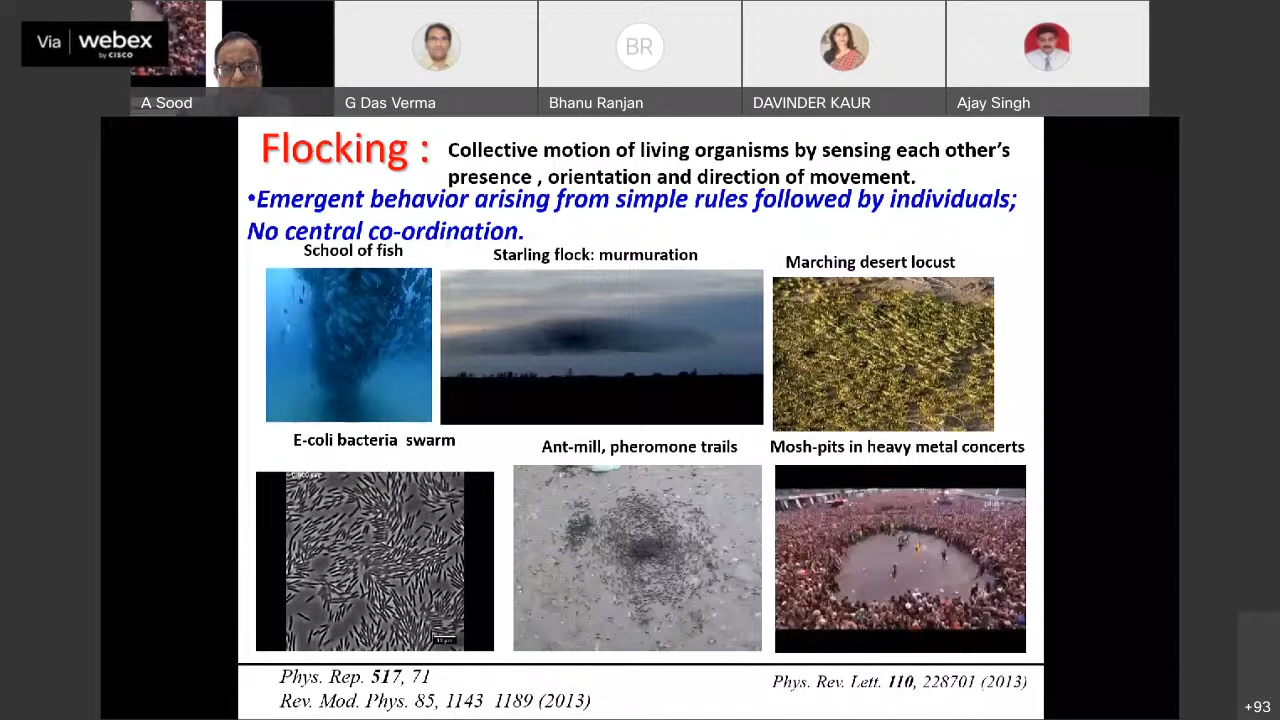 Via webex
by CISCO
BR
A Sood
G Das Verma
Bhanu Ranjan
DAVINDER KAUR
Ajay Singh
Flocking : Collective motion of living organisms by sensing each other's
presence , orientation and direction of movement.
•Emergent behavior arising from simple rules followed by individuals;
No central co-ordination.
School of fish
Starling flock: murmuration
Marching desert locust
E-coli bacteria swarm
Ant-mill, pheromone trails
Mosh-pits in heavy metal concerts
Phys. Rep. 517, 71
Rev. Mod. Phys. 85, 1143 1189 (2013)
Phys. Rev. Lett. 110, 228701 (2013)
+93